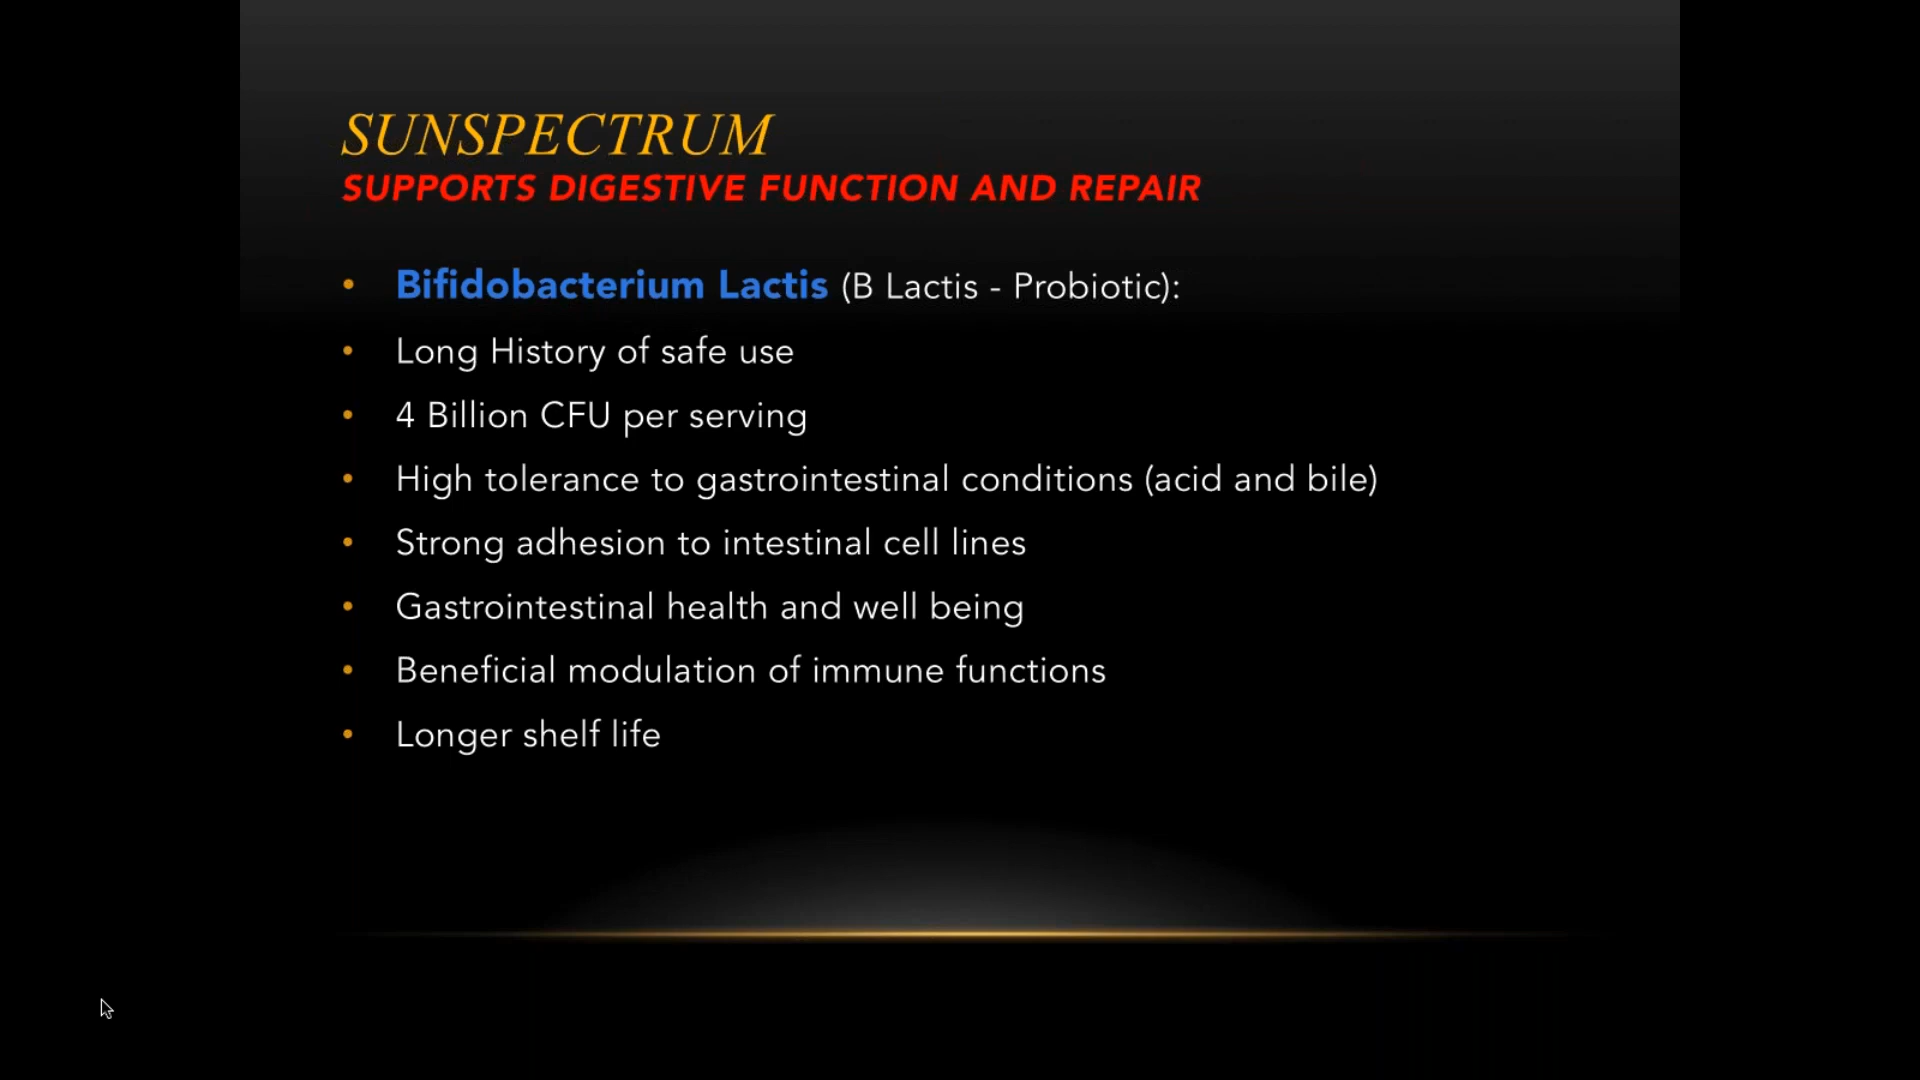 SUNSPECTRUM
SUPPORTS DIGESTIVE FUNCTION AND REPAIR
• Bifidobacterium Lactis (B Lactis - Probiotic):
• Long History of safe use
• 4 Billion CFU per serving
• High tolerance to gastrointestinal conditions (acid and bile)
• Strong adhesion to intestinal cell lines
• Gastrointestinal health and well being
• Beneficial modulation of immune functions
• Longer shelf life